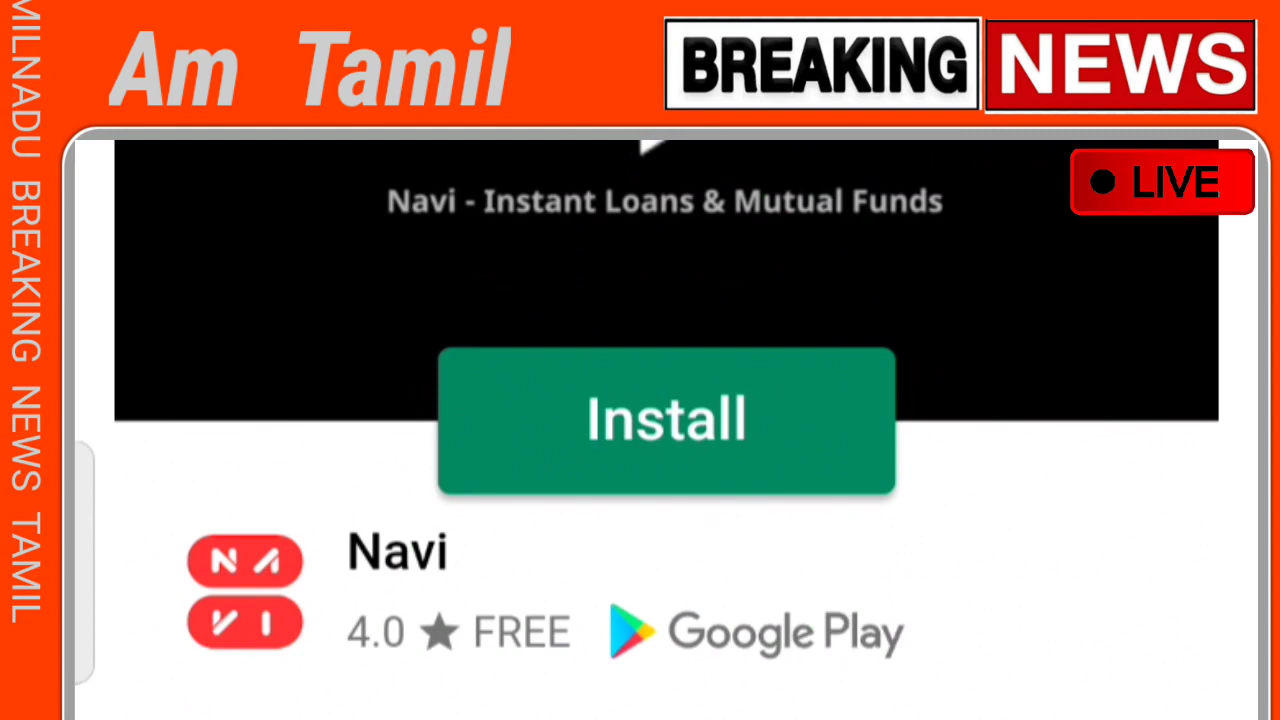 Am Tamil
BREAKING NEWS
LIVE
MILNADU BREAKING NEWS TAMIL
Navi - Instant Loans & Mutual Funds
Install
NA
VI
Navi
4.0 ★ FREE
Google Play